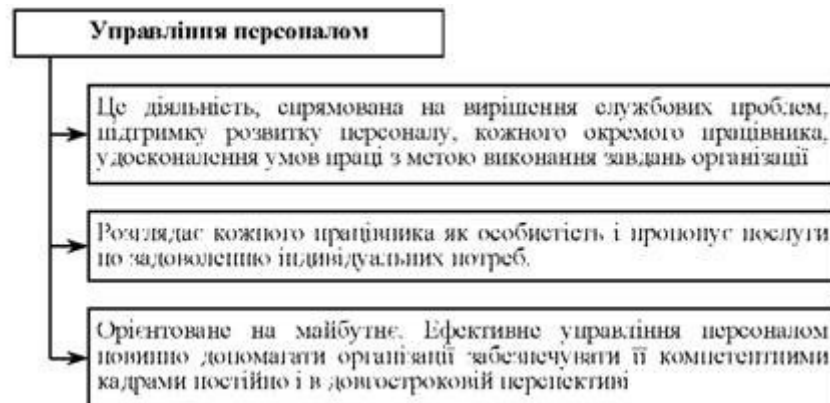 Управління персоналом
Це діяльність, спрямована на вирішення службових проблем,
підтримку розвитку персоналу, кожного окремого працівника,
удосконалення умов праці з метою виконання завдань організації
Розглядає кожного працівника як особистість і пропонує послуги
по задоволенню індивідуальних потреб.
Орієнтоване на майбутнє. Ефективне управління персоналом
повинно допомагати організації забезпечувати її компетентними
кадрами постійно і в довгостроковій перспективі